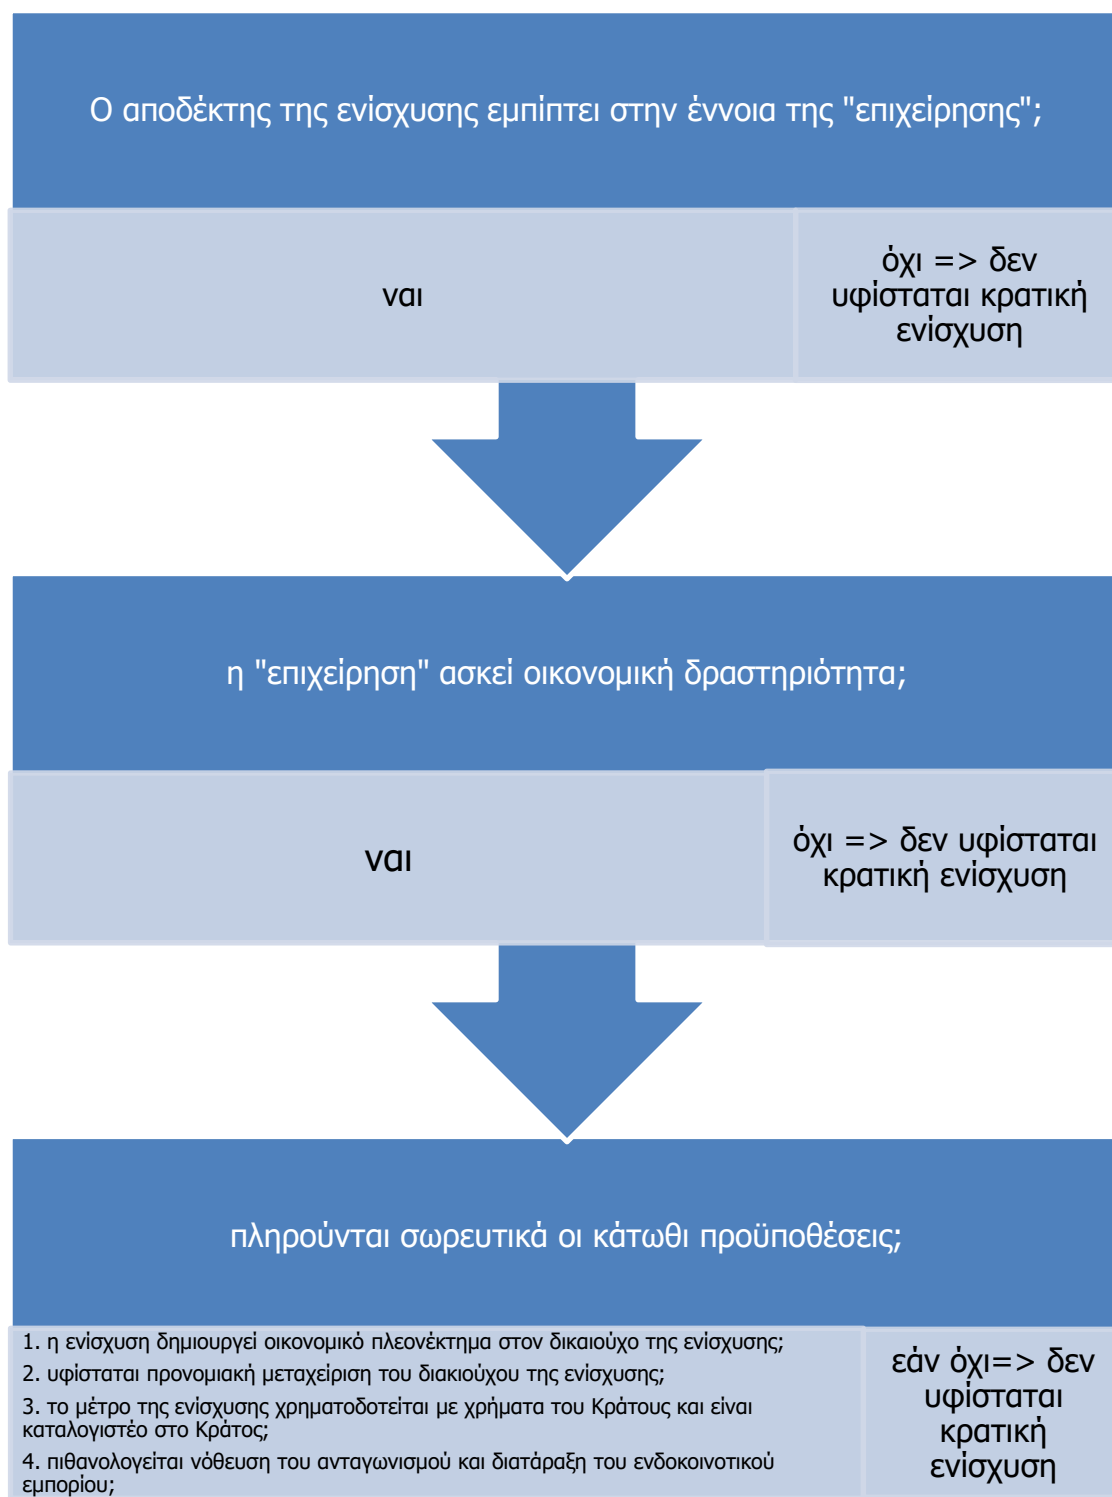 Ο αποδέκτης της ενίσχυσης εμπίπτει στην έννοια της "επιχείρησης";
ναι
όχι => δεν
υφίσταται κρατική
ενίσχυση
η "επιχείρηση" ασκεί οικονομική δραστηριότητα;
ναι
όχι => δεν υφίσταται
κρατική ενίσχυση
πληρούνται σωρευτικά οι κάτωθι προϋποθέσεις;
1. η ενίσχυση δημιουργεί οικονομικό πλεονέκτημα στον δικαιούχο της ενίσχυσης;
2. υφίσταται προνομιακή μεταχείριση του διακιούχου της ενίσχυσης;
3. το μέτρο της ενίσχυσης χρηματοδοτείται με χρήματα του Κράτους και είναι
καταλογιστέο στο Κράτος;
4. πιθανολογείται νόθευση του ανταγωνισμού και διατάραξη του ενδοκοινοτικού
εμπορίου;
εάν όχι=> δεν
υφίσταται
κρατική
ενίσχυση